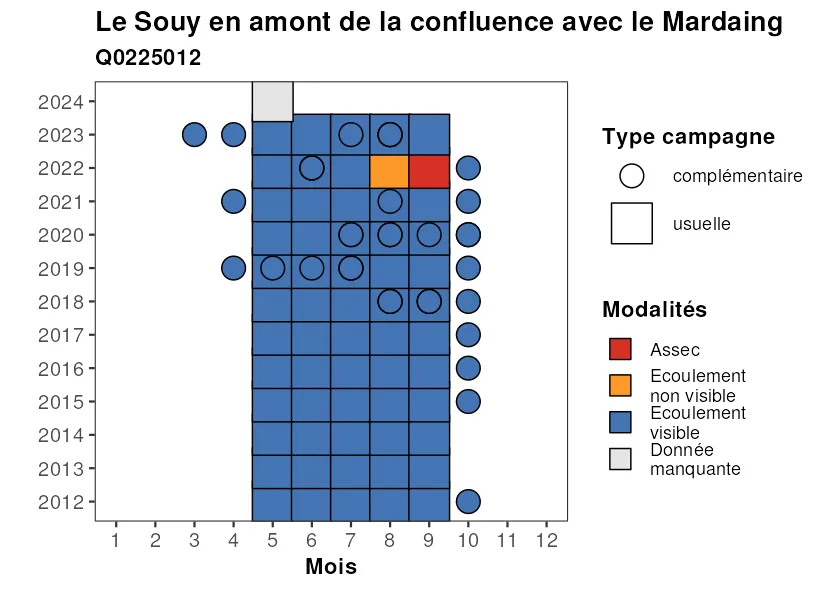 Le Souy en amont de la confluence avec le Mardaing
Q0225012
2024
2023
2022
2021
2020
2019
2018
2017
2016
2015
2014
2013
2012
1 2 3 4 5 6 7 8 9 10 11 12
Mois
Type campagne
complémentaire
usuelle
Modalités
Assec
Ecoulement
non visible
Ecoulement
visible
Donnée
manquante